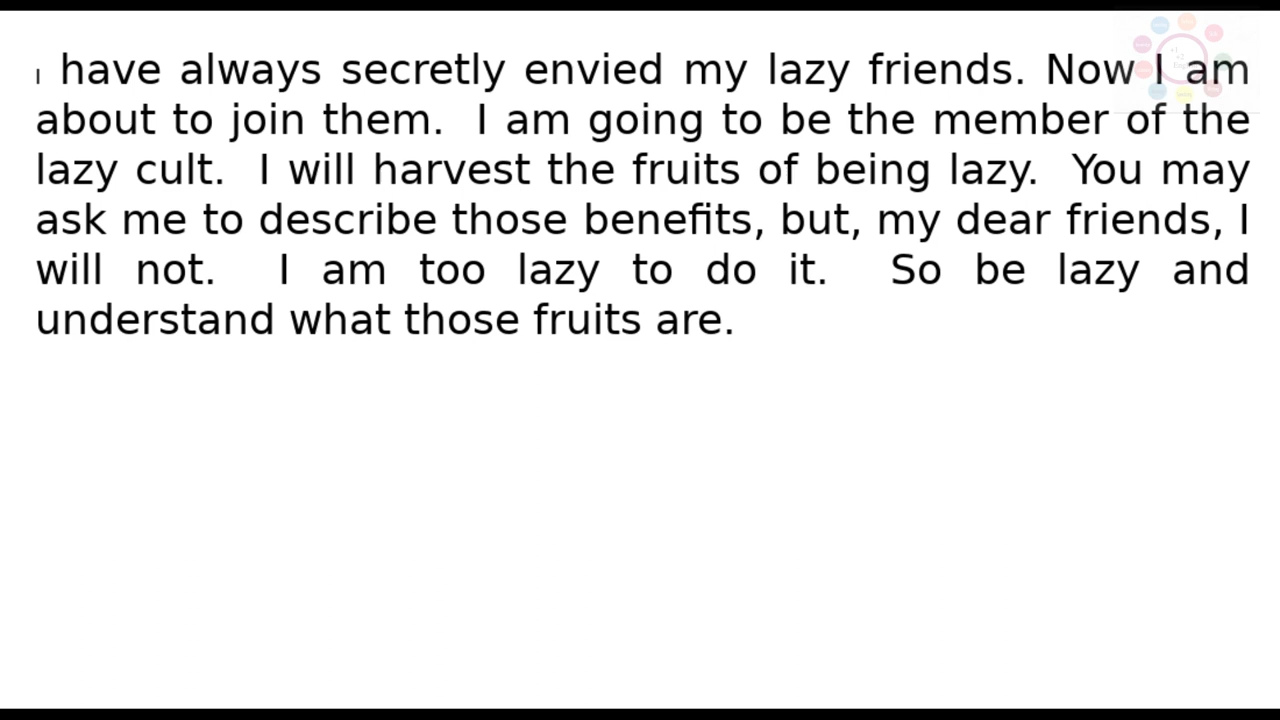 I have always secretly envied my lazy friends. Now I am
about to join them. I am going to be the member of the
lazy cult. I will harvest the fruits of being lazy. You may
ask me to describe those benefits, but, my dear friends, I
will not. I am too lazy to do it. So be lazy and
understand what those fruits are.